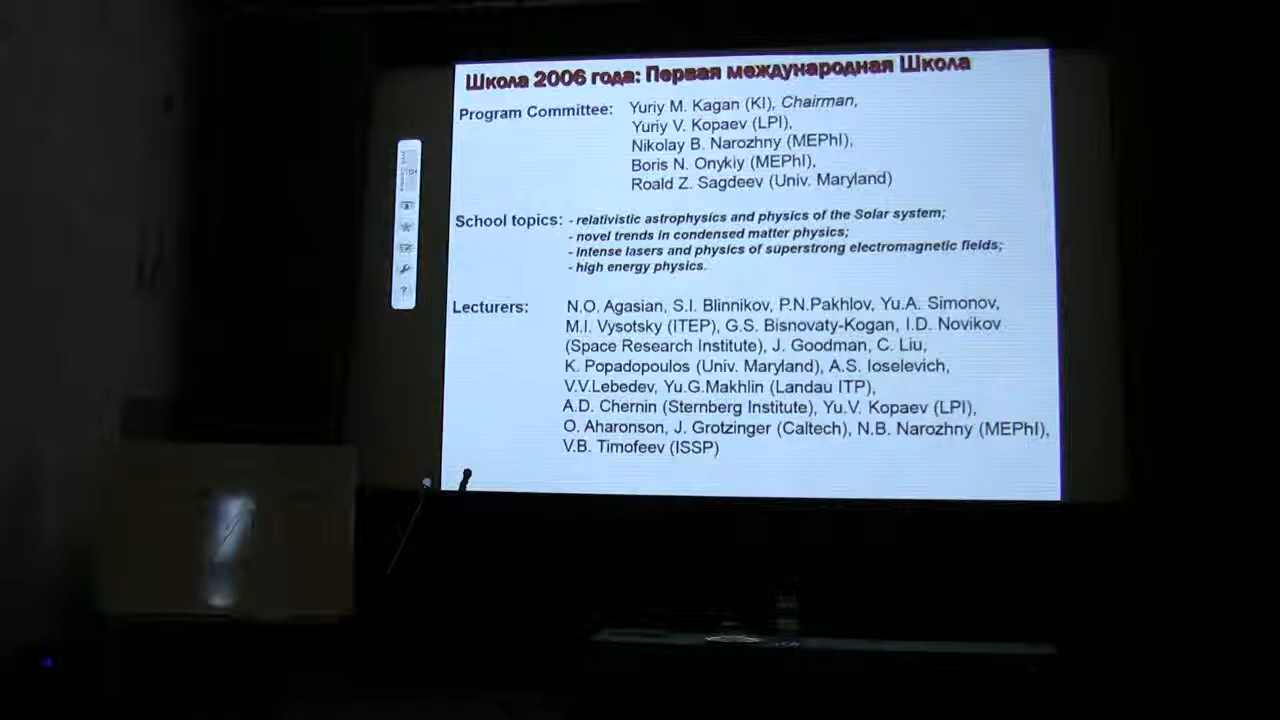 Школа 2006 года: Первая международная Школа
Program Committee: Yuriy M. Kagan (KI), Chairman,
Yuriy V. Kopaev (LPI),
Nikolay B. Narozhny (MEPhI),
Boris N. Onykiy (MEPhI),
Roald Z. Sagdeev (Univ. Maryland)
School topics: - relativistic astrophysics and physics of the Solar system;
- novel trends in condensed matter physics;
- intense lasers and physics of superstrong electromagnetic fields;
- high energy physics.
Lecturers: N.O. Agasian, S.I. Blinnikov, P.N.Pakhlov, Yu.A. Simonov,
M.I. Vysotsky (ITEP), G.S. Bisnovaty-Kogan, I.D. Novikov
(Space Research Institute), J. Goodman, C. Liu,
K. Popadopoulos (Univ. Maryland), A.S. Ioselevich,
V.V.Lebedev, Yu.G.Makhlin (Landau ITP),
A.D. Chernin (Sternberg Institute), Yu.V. Kopaev (LPI),
O. Aharonson, J. Grotzinger (Caltech), N.B. Narozhny (MEPhI),
V.B. Timofeev (ISSP)